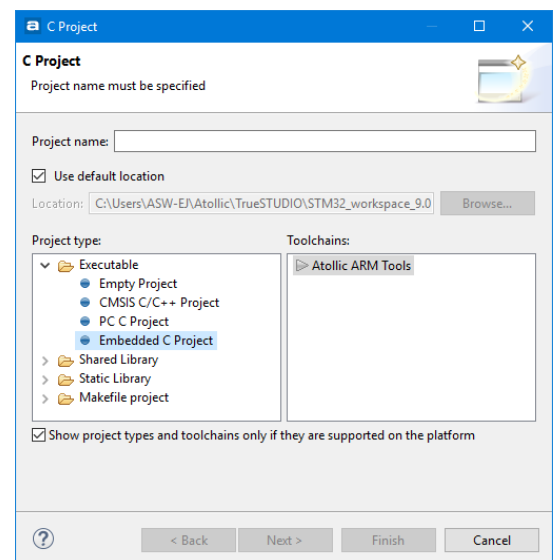 a C Project
C Project
Project name must be specified
Project name:
Use default location
Location: C:\Users\ASW-EJ\Atollic\TrueSTUDIO\STM32_workspace_9.0 Browse...
Project type: Toolchains:
Executable Atollic ARM Tools
Empty Project
CMSIS C/C++ Project
PC C Project
Embedded C Project
Shared Library
Static Library
Makefile project
Show project types and toolchains only if they are supported on the platform
? < Back Next > Finish Cancel